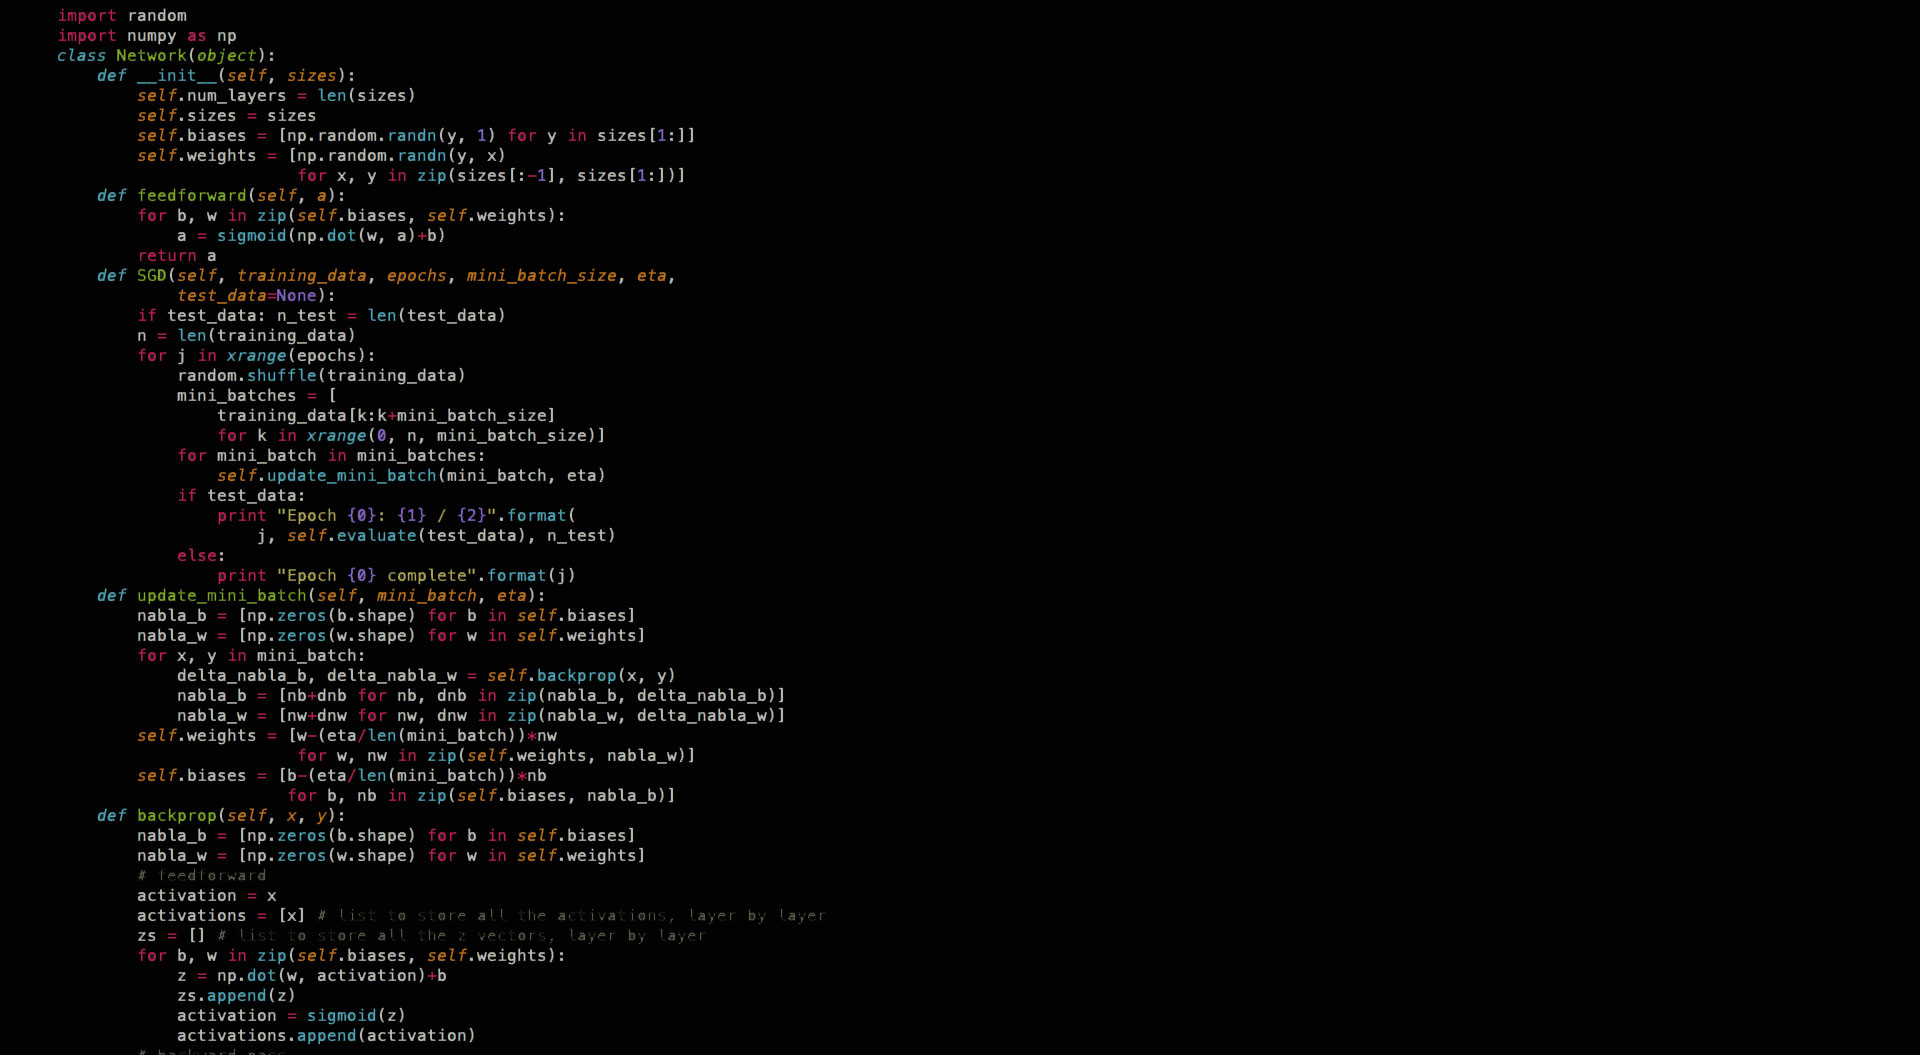 import random
import numpy as np
class Network(object):
    def __init__(self, sizes):
        self.num_layers = len(sizes)
        self.sizes = sizes
        self.biases = [np.random.randn(y, 1) for y in sizes[1:]]
        self.weights = [np.random.randn(y, x)
                        for x, y in zip(sizes[:-1], sizes[1:])]
    def feedforward(self, a):
        for b, w in zip(self.biases, self.weights):
            a = sigmoid(np.dot(w, a)+b)
        return a
    def SGD(self, training_data, epochs, mini_batch_size, eta,
            test_data=None):
        if test_data: n_test = len(test_data)
        n = len(training_data)
        for j in xrange(epochs):
            random.shuffle(training_data)
            mini_batches = [
                training_data[k:k+mini_batch_size]
                for k in xrange(0, n, mini_batch_size)]
            for mini_batch in mini_batches:
                self.update_mini_batch(mini_batch, eta)
            if test_data:
                print "Epoch {0}: {1} / {2}".format(
                    j, self.evaluate(test_data), n_test)
            else:
                print "Epoch {0} complete".format(j)
    def update_mini_batch(self, mini_batch, eta):
        nabla_b = [np.zeros(b.shape) for b in self.biases]
        nabla_w = [np.zeros(w.shape) for w in self.weights]
        for x, y in mini_batch:
            delta_nabla_b, delta_nabla_w = self.backprop(x, y)
            nabla_b = [nb+dnb for nb, dnb in zip(nabla_b, delta_nabla_b)]
            nabla_w = [nw+dnw for nw, dnw in zip(nabla_w, delta_nabla_w)]
        self.weights = [w-(eta/len(mini_batch))*nw
                        for w, nw in zip(self.weights, nabla_w)]
        self.biases = [b-(eta/len(mini_batch))*nb
                       for b, nb in zip(self.biases, nabla_b)]
    def backprop(self, x, y):
        nabla_b = [np.zeros(b.shape) for b in self.biases]
        nabla_w = [np.zeros(w.shape) for w in self.weights]
        # feedforward
        activation = x
        activations = [x] # list to store all the activations, layer by layer
        zs = [] # list to store all the z vectors, layer by layer
        for b, w in zip(self.biases, self.weights):
            z = np.dot(w, activation)+b
            zs.append(z)
            activation = sigmoid(z)
            activations.append(activation)
        # backward pass